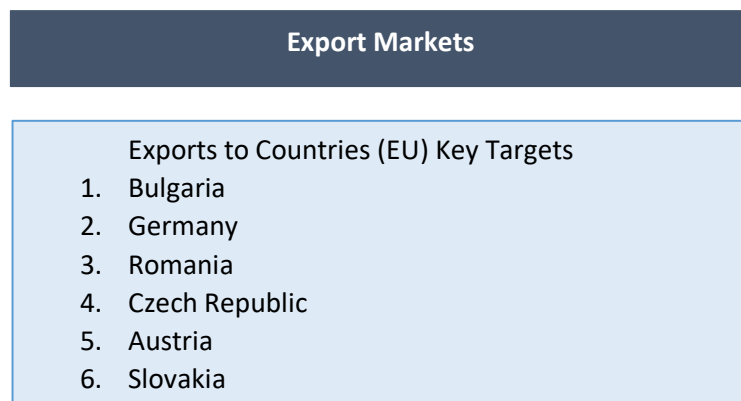 Export Markets
Exports to Countries (EU) Key Targets
1. Bulgaria
2. Germany
3. Romania
4. Czech Republic
5. Austria
6. Slovakia